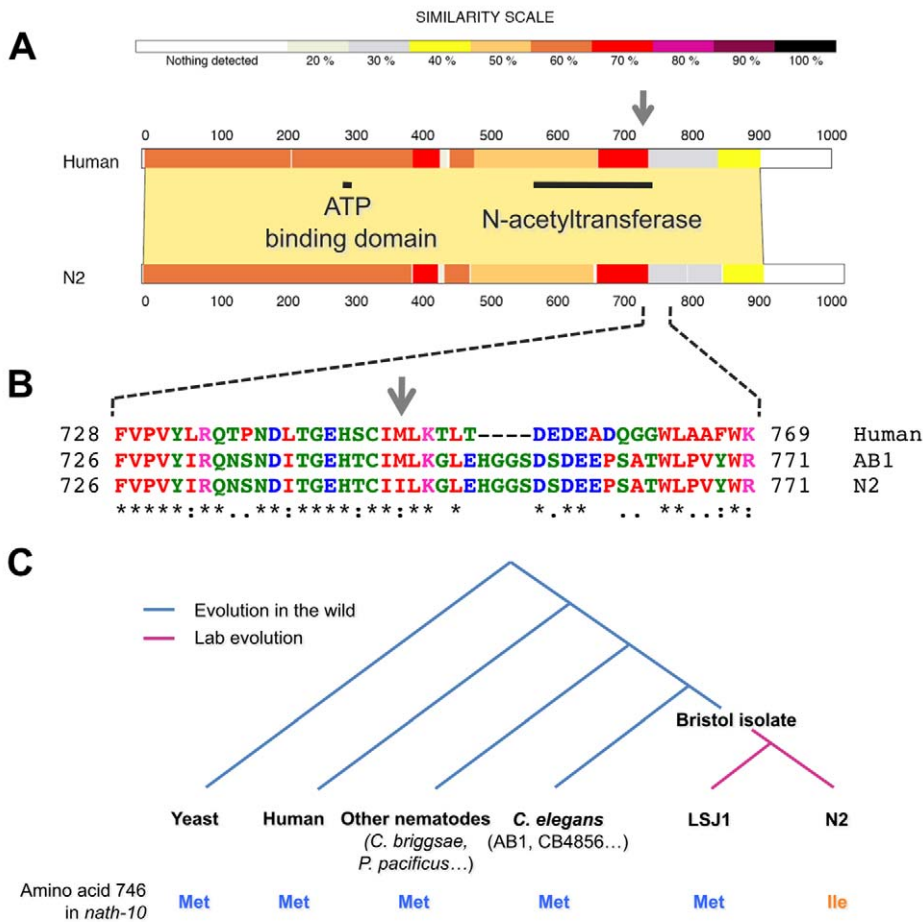 SIMILARITY SCALE
A
Nothing detected 20 % 30 % 40 % 50 % 60 % 70 % 80 % 90 % 100 %
0 100 200 300 400 500 600 700 800 900 1000
Human
ATP
binding domain
N-acetyltransferase
N2
0 100 200 300 400 500 600 700 800 900 1000
B
728 FVPVYLRQTPNDLTGEHSCIMLKTLT----DEDEADQGGWLAAFWK 769 Human
726 FVPVYIRQNSNDITGEHTCIMLKGLEHGGSDSDEEPSATWLPVYWR 771 AB1
726 FVPVYIRQNSNDITGEHTCIILKGLEHGGSDSDEEPSATWLPVYWR 771 N2
*****:**..**:****:**:** * *.** .. **..:*:
C
Evolution in the wild
Lab evolution
Bristol isolate
Yeast Human Other nematodes C. elegans LSJ1 N2
(C. briggsae, (AB1, CB4856…)
P. pacificus…)
Amino acid 746
in nath-10
Met Met Met Met Met Ile